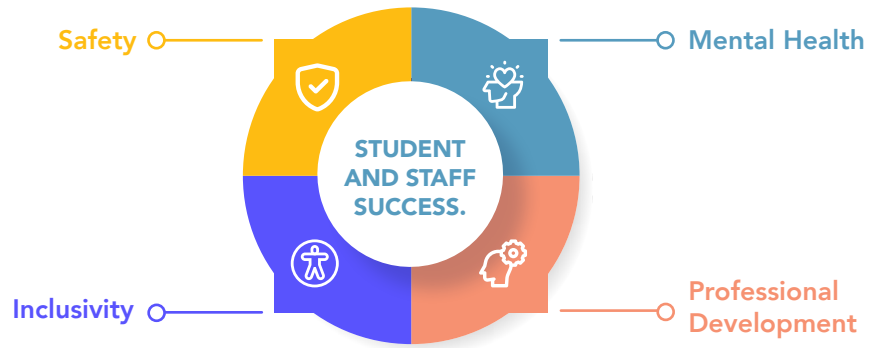 Safety
Mental Health
STUDENT
AND STAFF
SUCCESS.
Inclusivity
Professional
Development